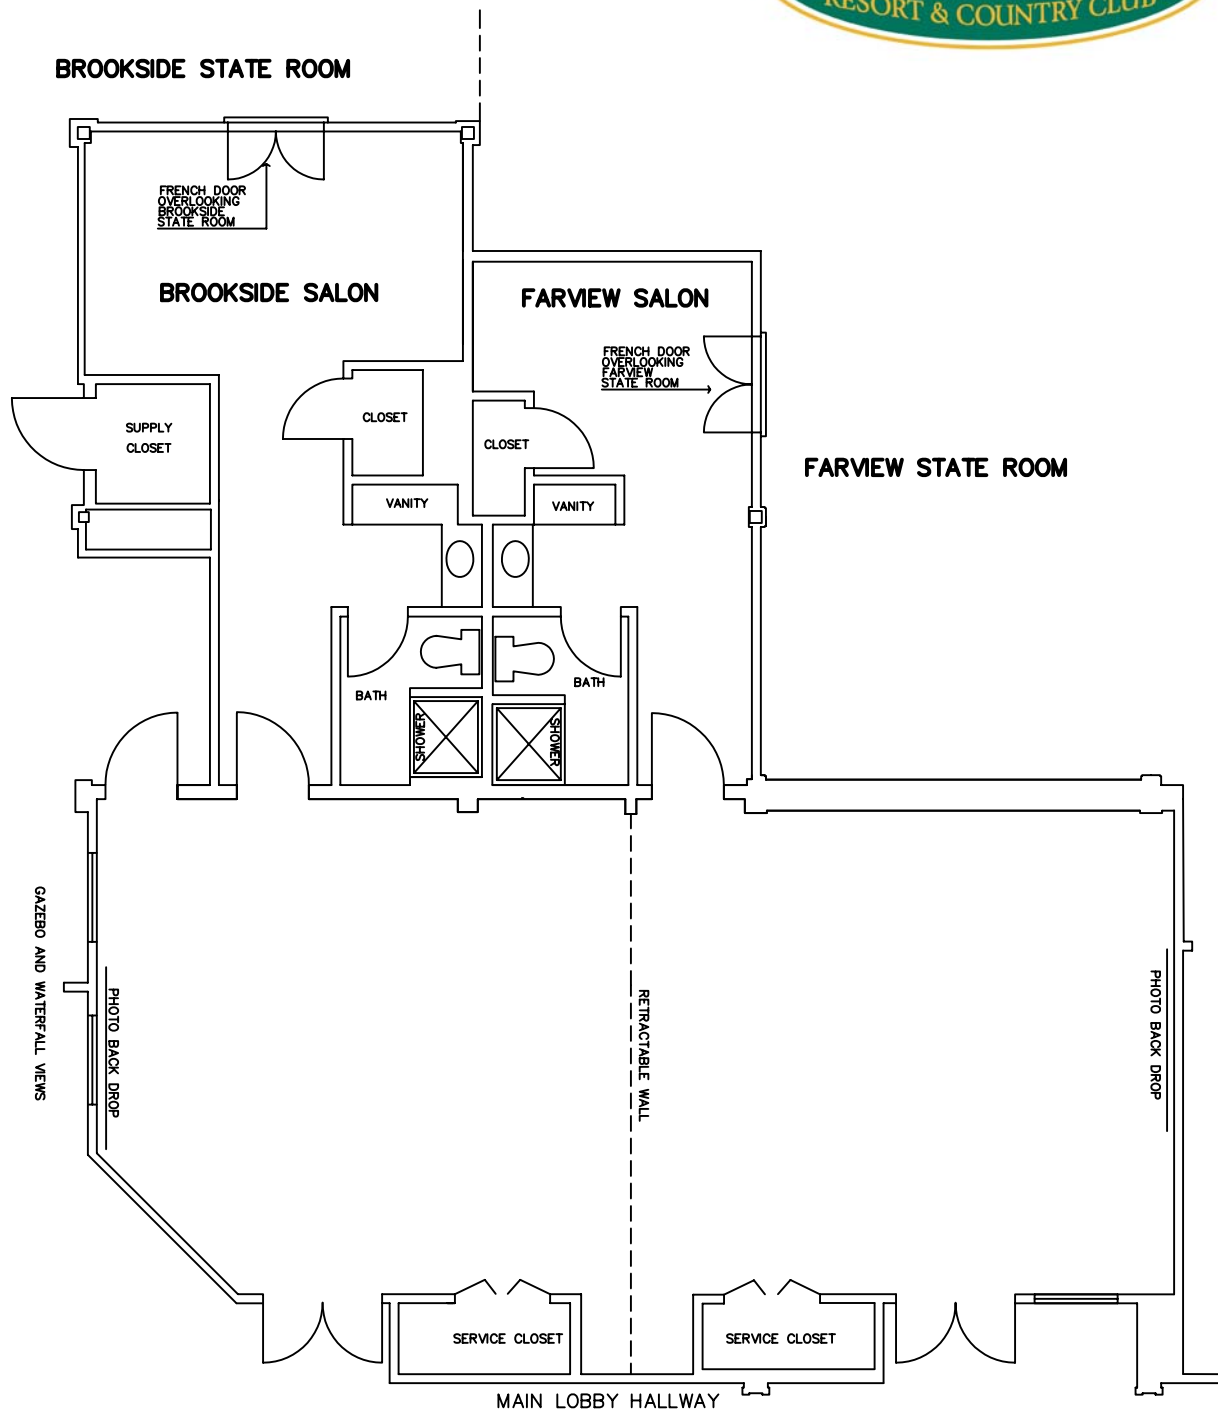 RESORT & COUNTRY CLUB
BROOKSIDE STATE ROOM
FRENCH DOOR
OVERLOOKING
BROOKSIDE
STATE ROOM
BROOKSIDE SALON
FARVIEW SALON
FRENCH DOOR
OVERLOOKING
FARVIEW
STATE ROOM
SUPPLY
CLOSET
CLOSET
CLOSET
FARVIEW STATE ROOM
VANITY
VANITY
BATH
BATH
SHOWER
SHOWER
GAZEBO AND WATERFALL VIEWS
PHOTO BACK DROP
RETRACTABLE WALL
PHOTO BACK DROP
SERVICE CLOSET
SERVICE CLOSET
MAIN LOBBY HALLWAY